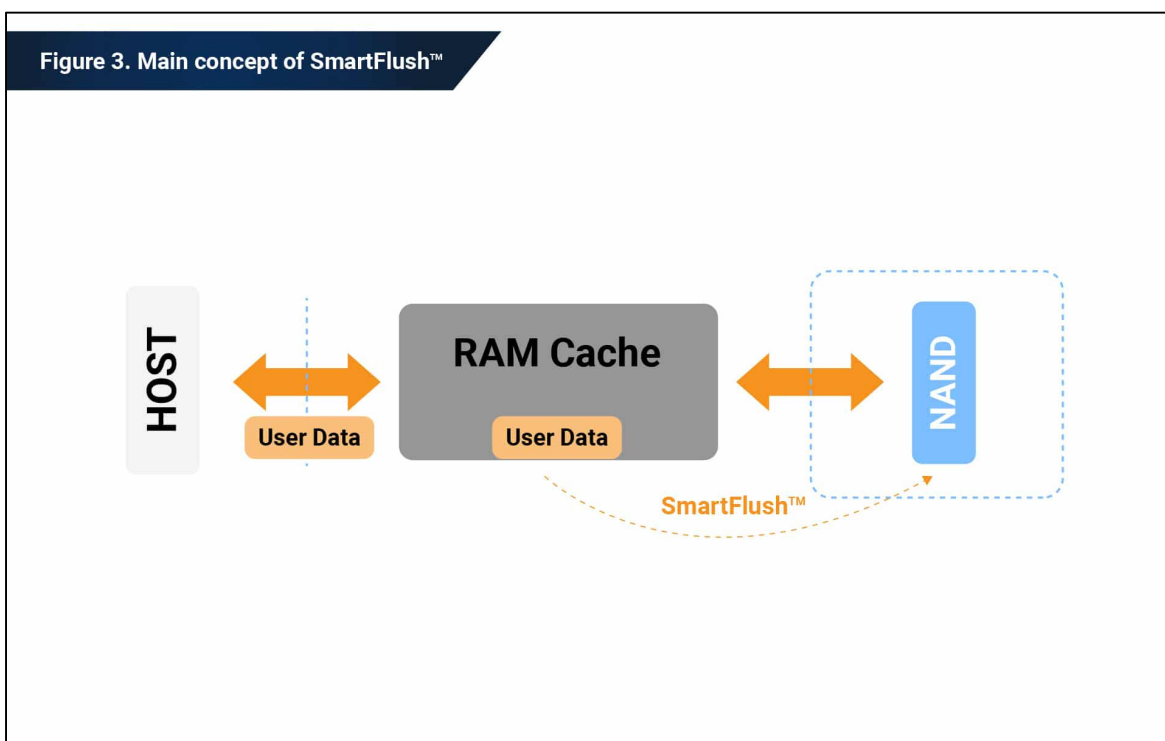 Figure 3. Main concept of SmartFlush™
HOST
User Data
RAM Cache
User Data
NAND
SmartFlush™